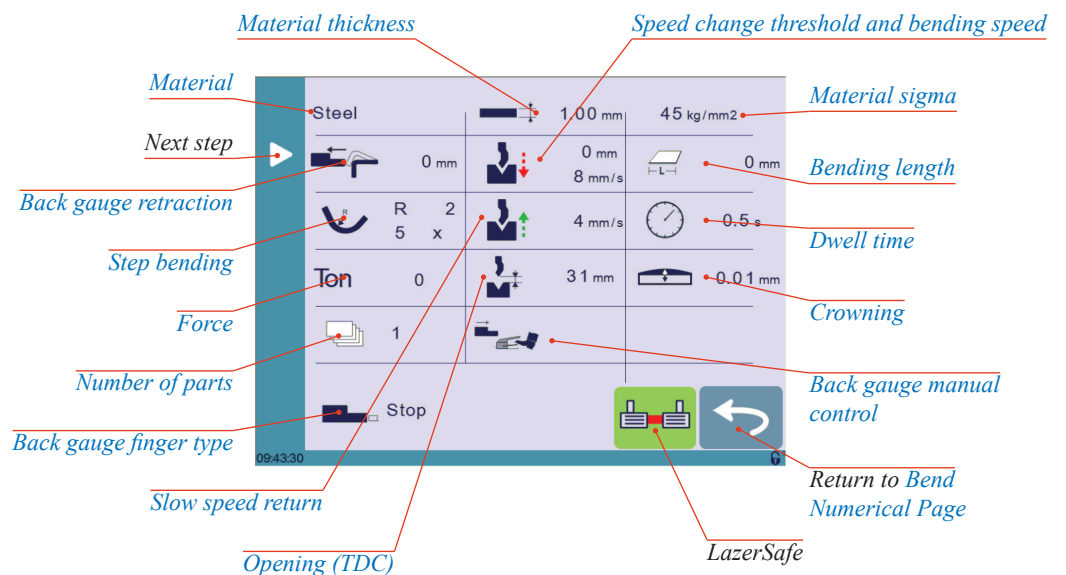 Material thickness
Speed change threshold and bending speed
Material
Material sigma
Next step
Bending length
Back gauge retraction
Step bending
Dwell time
Force
Crowning
Number of parts
Back gauge manual
control
Back gauge finger type
Slow speed return
Return to Bend
Numerical Page
LazerSafe
Opening (TDC)
Steel
1.00 mm
45 kg/mm2
0 mm
0 mm
8 mm/s
L
0 mm
R
R 2
5 x
4 mm/s
0.5 s
Ton 0
31 mm
0.01 mm
1
Stop
09:43:30